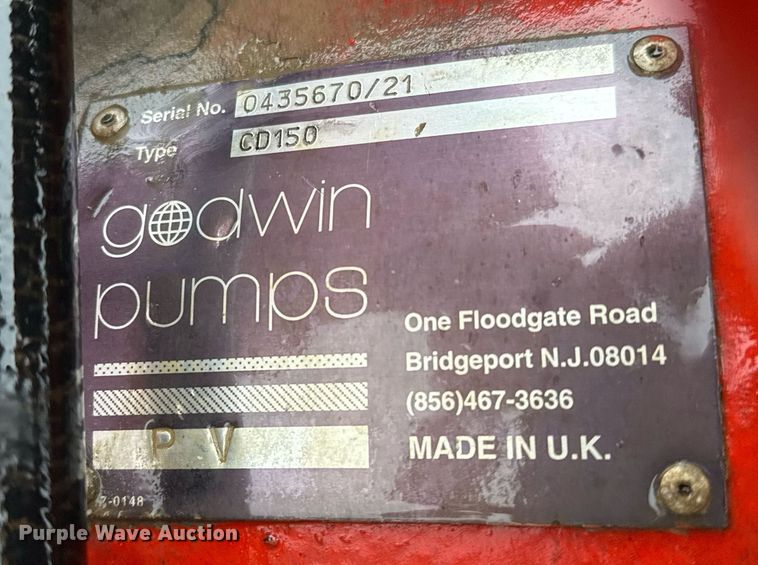 Serial No. 0435670/21
Type CD150
godwin
pumps
One Floodgate Road
Bridgeport N.J.08014
(856)467-3636
MADE IN U.K.
P V
-0148
Purple Wave Auction